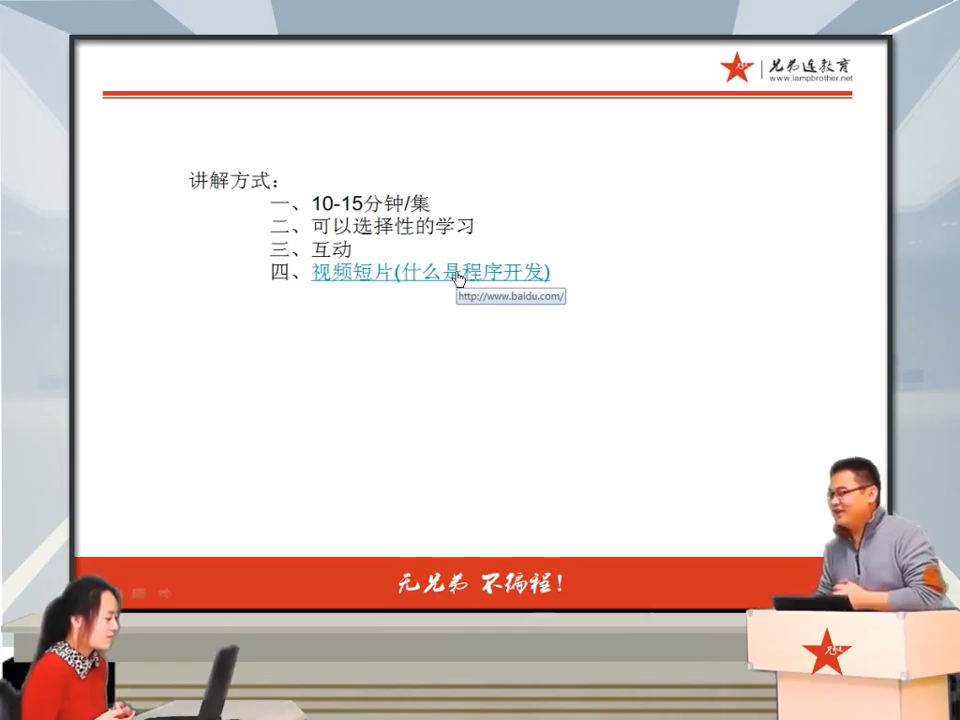 兄弟连教育
www.lampbrother.net
讲解方式：
一、10-15分钟/集
二、可以选择性的学习
三、互动
四、视频短片(什么是程序开发)
http://www.baidu.com/
无兄弟 不编程!